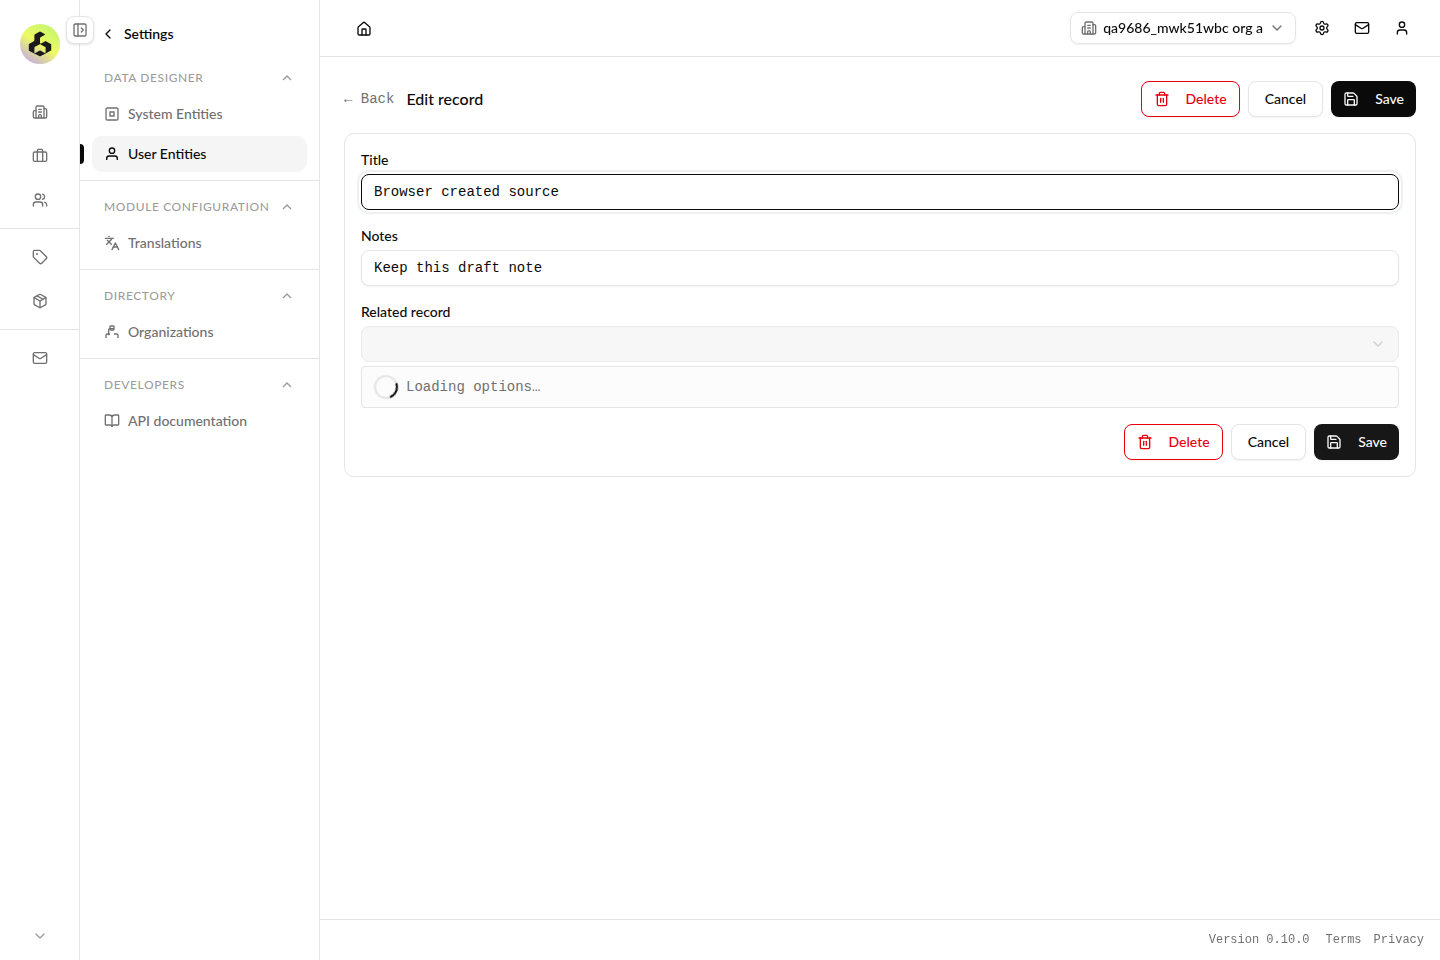 Settings
DATA DESIGNER
System Entities
User Entities
MODULE CONFIGURATION
Translations
DIRECTORY
Organizations
DEVELOPERS
API documentation
qa9686_mwk51wbc org a
← Back Edit record
Delete Cancel Save
Title
Browser created source
Notes
Keep this draft note
Related record
Loading options…
Delete Cancel Save
Version 0.10.0 Terms Privacy